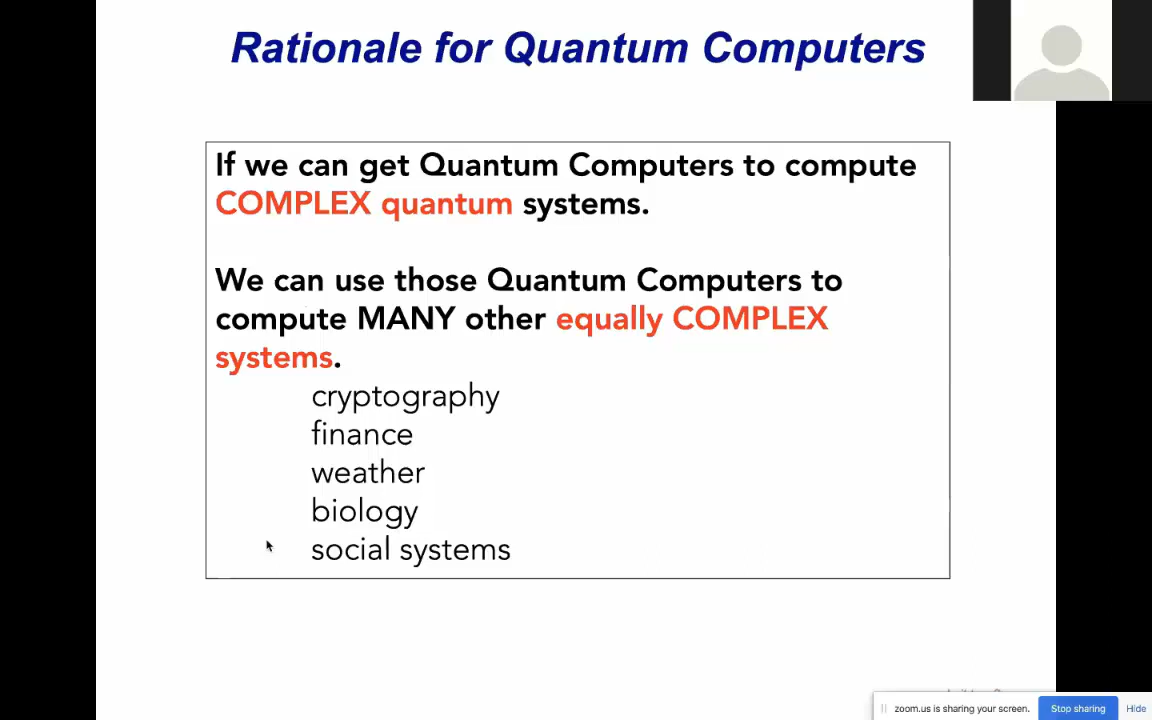 Rationale for Quantum Computers
If we can get Quantum Computers to compute
COMPLEX quantum systems.
We can use those Quantum Computers to
compute MANY other equally COMPLEX
systems.
cryptography
finance
weather
biology
social systems
zoom.us is sharing your screen.
Stop sharing
Hide